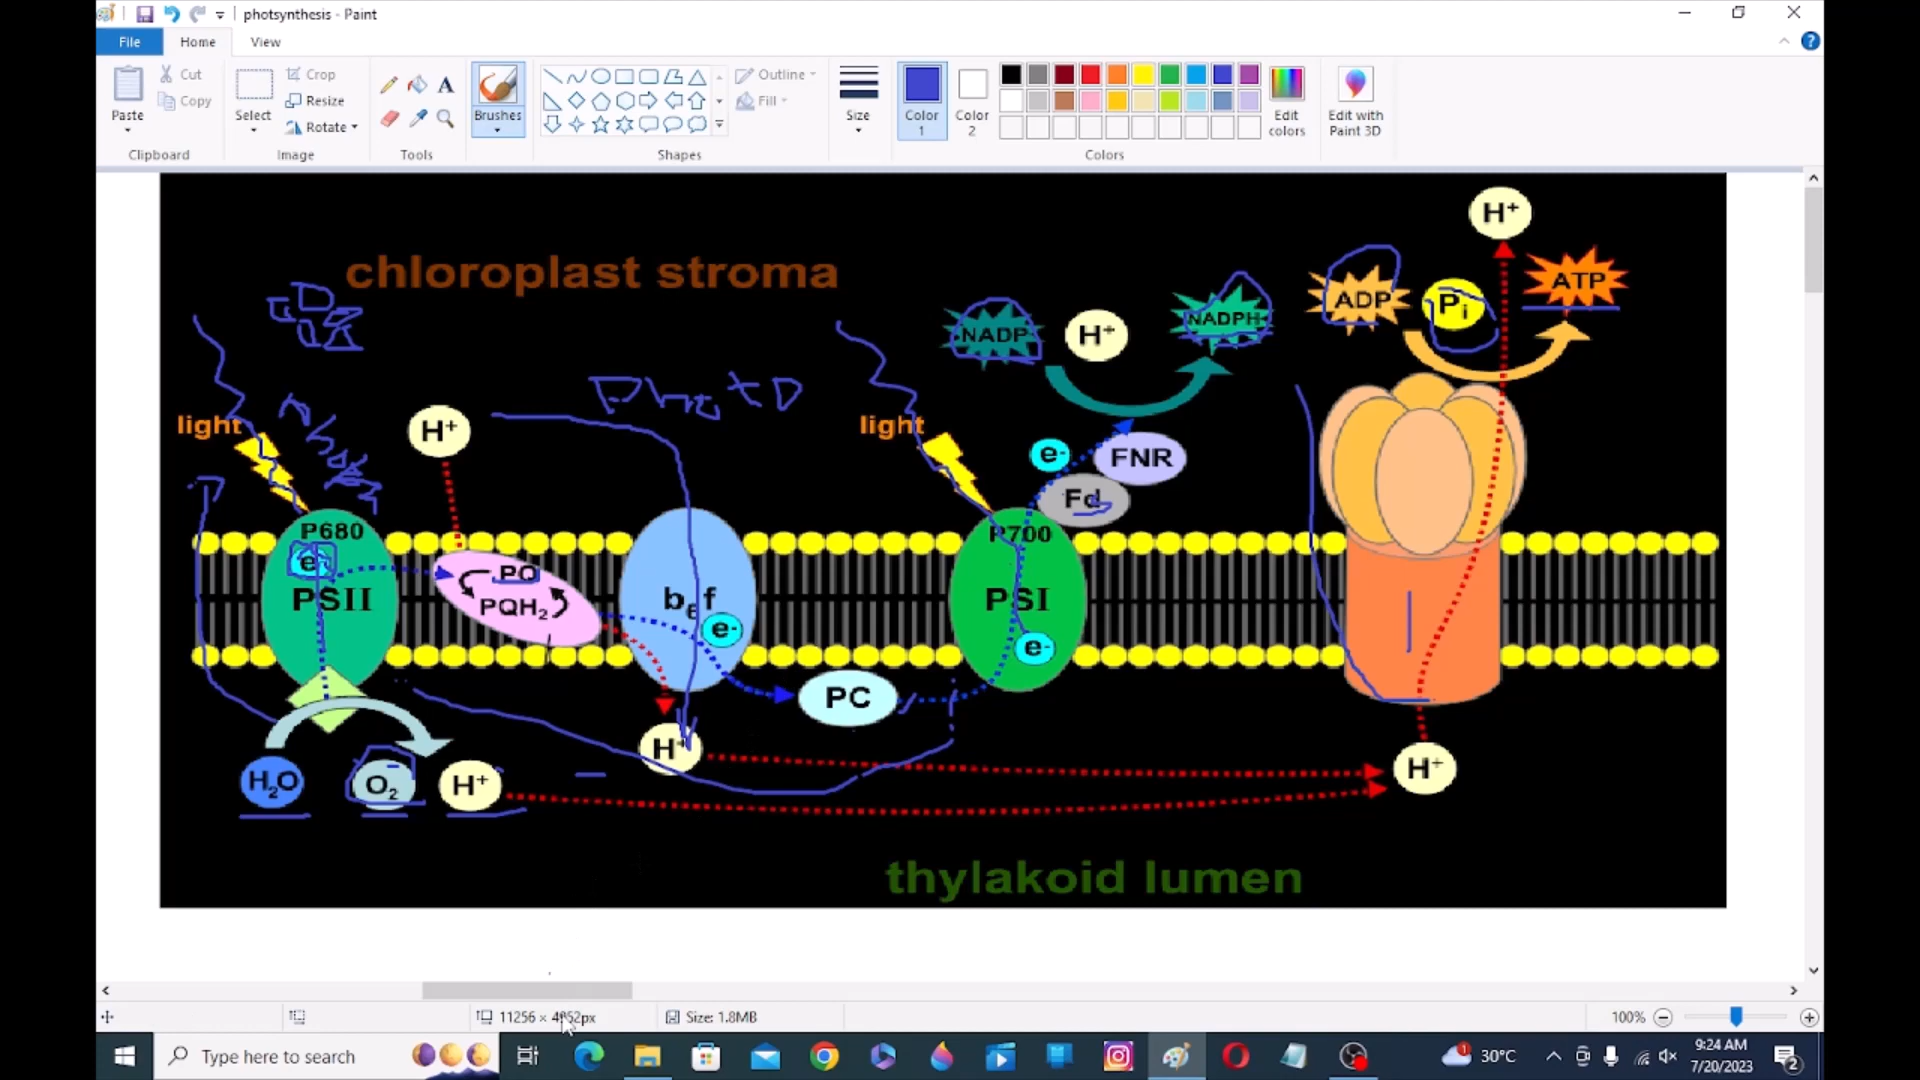 photsynthesis - Paint
File Home View
Paste Cut Copy Clipboard
Select Crop Resize Rotate Image
A Tools
Brushes
Shapes
Outline Fill
Size
Color 1 Color 2 Edit colors Colors
Edit with Paint 3D
chloroplast stroma
H+
NADP H+ NADPH
ADP Pi ATP
light H+ light
e- FNR
Fd
P680 P700
e-
PSII PQ PQH2 b6f e- PSI e-
PC
H2O O2 H+ H+ H+
thylakoid lumen
Size: 1.8MB
100%
Type here to search
30°C
9:24 AM
7/20/2023
2